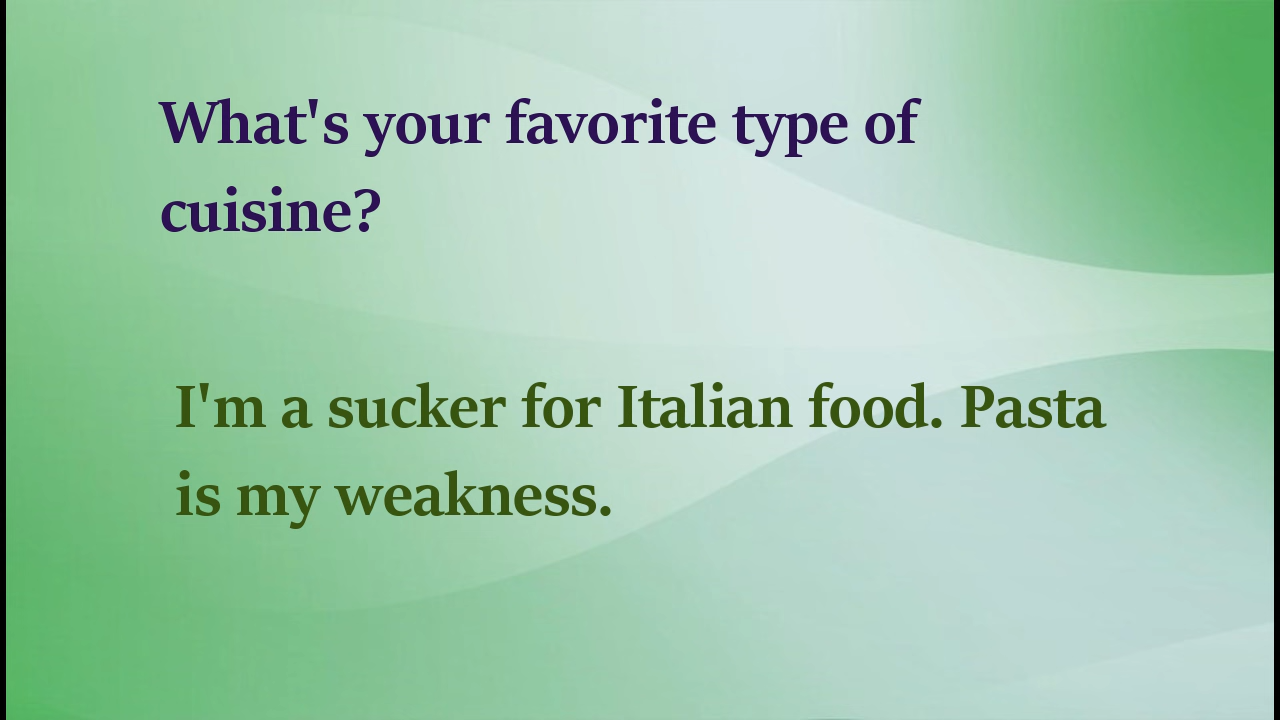 What's your favorite type of
cuisine?
I'm a sucker for Italian food. Pasta
is my weakness.